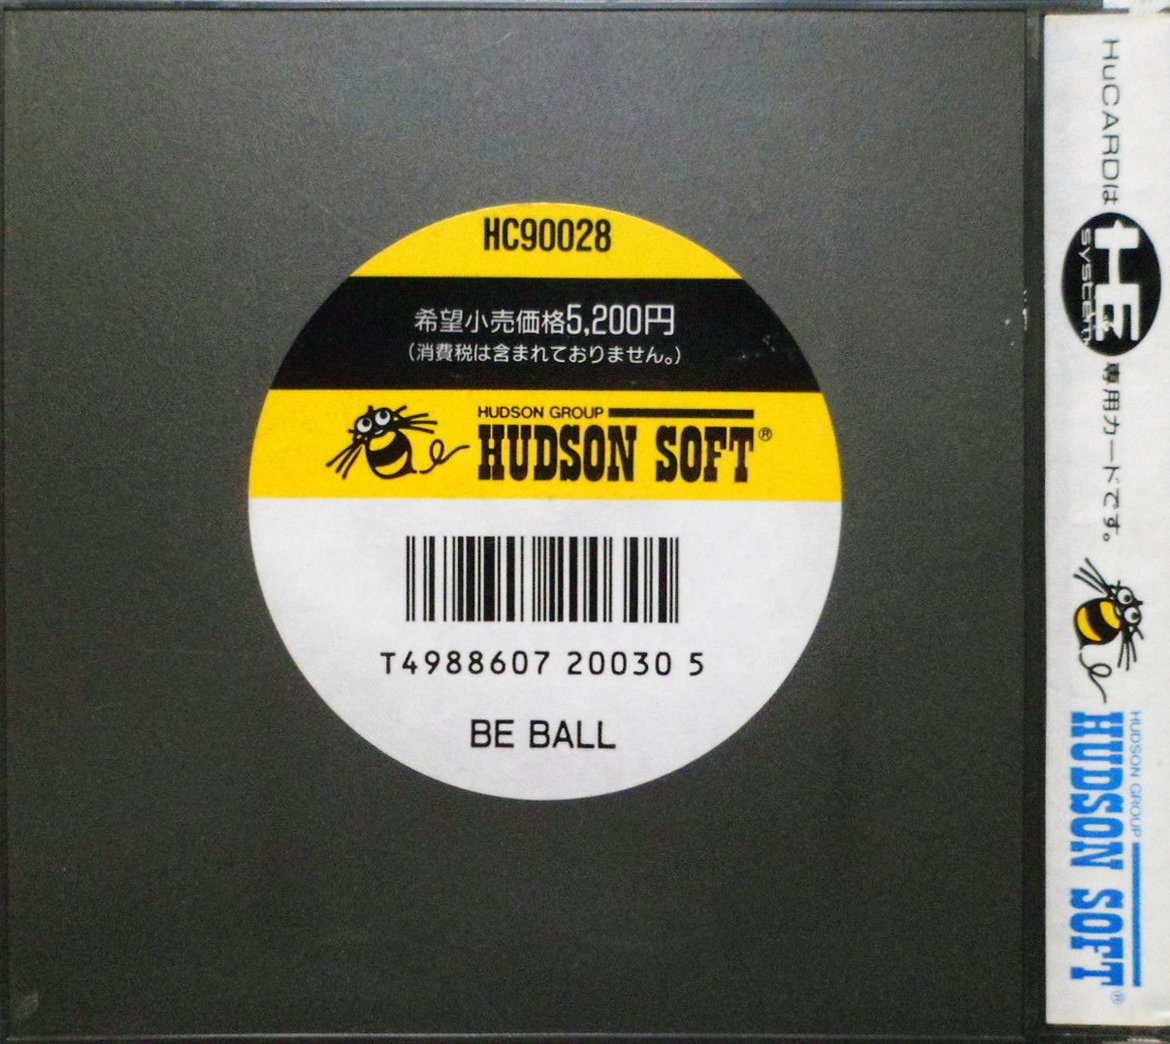 HC90028
希望小売価格5,200円
(消費税は含まれておりません。)
HUDSON GROUP
HUDSON SOFT®
T4988607 20030 5
BE BALL
HuCARDは HE system 専用カードです。
HUDSON GROUP
HUDSON SOFT®